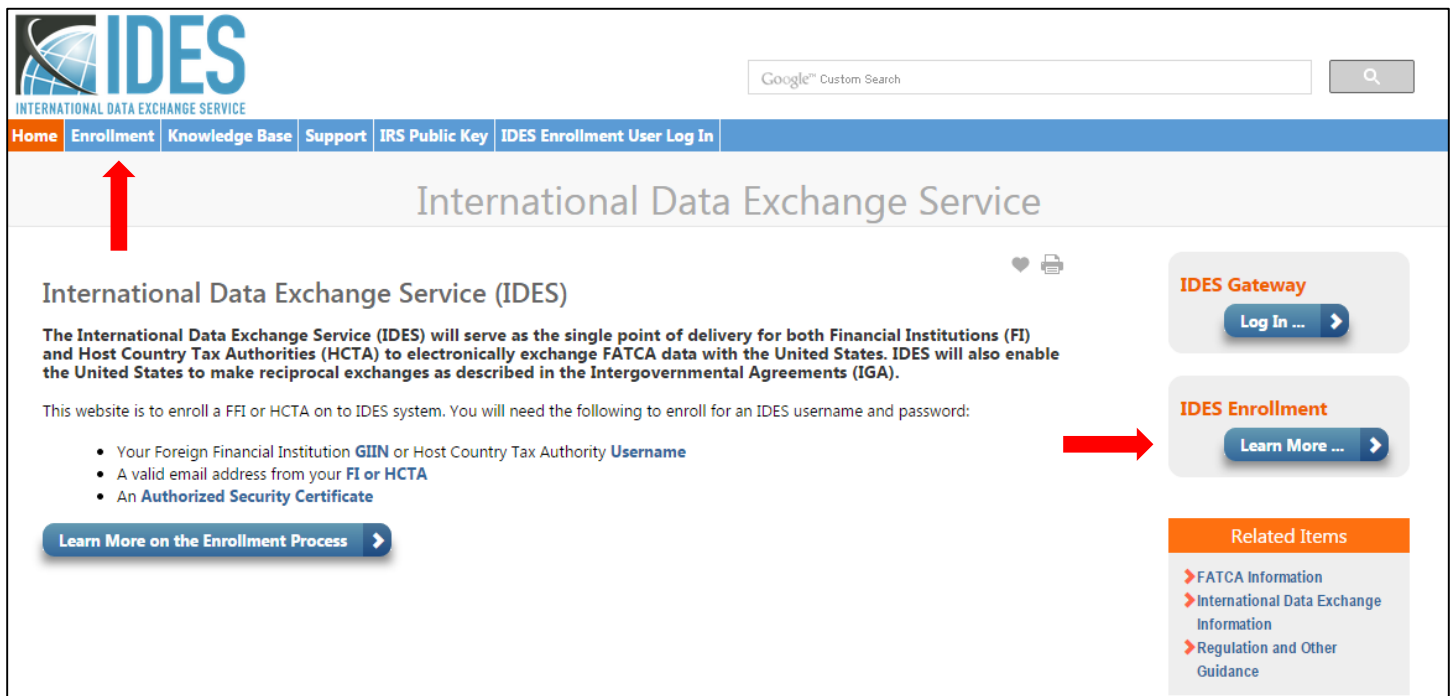 IDES
INTERNATIONAL DATA EXCHANGE SERVICE
Google™ Custom Search
Home Enrollment Knowledge Base Support IRS Public Key IDES Enrollment User Log In
International Data Exchange Service
International Data Exchange Service (IDES)
The International Data Exchange Service (IDES) will serve as the single point of delivery for both Financial Institutions (FI)
and Host Country Tax Authorities (HCTA) to electronically exchange FATCA data with the United States. IDES will also enable
the United States to make reciprocal exchanges as described in the Intergovernmental Agreements (IGA).
This website is to enroll a FFI or HCTA on to IDES system. You will need the following to enroll for an IDES username and password:
• Your Foreign Financial Institution GIIN or Host Country Tax Authority Username
• A valid email address from your FI or HCTA
• An Authorized Security Certificate
Learn More on the Enrollment Process
IDES Gateway
Log In ...
IDES Enrollment
Learn More ...
Related Items
FATCA Information
International Data Exchange
Information
Regulation and Other
Guidance